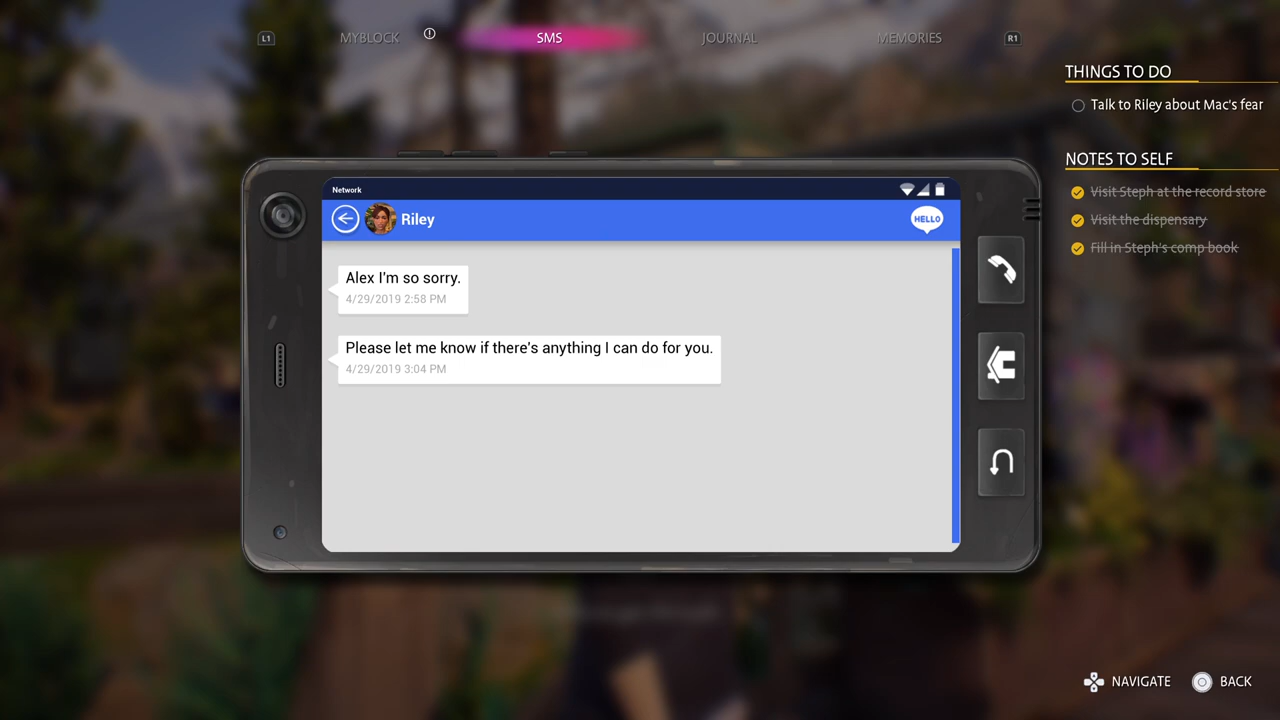 L1
MYBLOCK
SMS
JOURNAL
MEMORIES
R1
THINGS TO DO
Talk to Riley about Mac's fear
NOTES TO SELF
Visit Steph at the record store
Visit the dispensary
Fill in Steph's comp book
Network
Riley
HELLO
Alex I'm so sorry.
4/29/2019 2:58 PM
Please let me know if there's anything I can do for you.
4/29/2019 3:04 PM
NAVIGATE
BACK